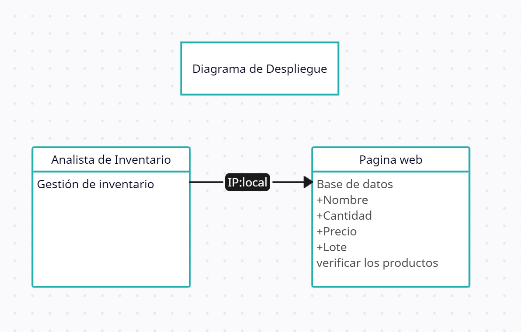 Diagrama de Despliegue
Analista de Inventario
Gestión de inventario
IP:local
Pagina web
Base de datos
+Nombre
+Cantidad
+Precio
+Lote
verificar los productos